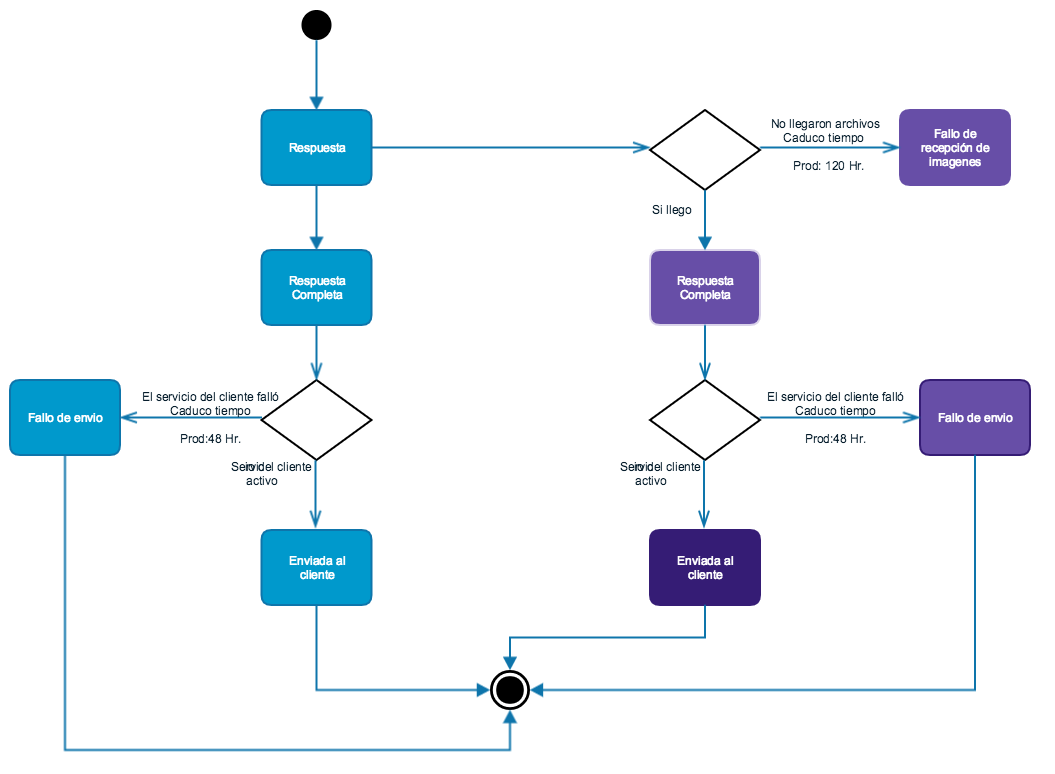 Respuesta
No llegaron archivos
Caduco tiempo
Prod: 120 Hr.
Fallo de
recepción de
imagenes
Si llego
Respuesta
Completa
Respuesta
Completa
Fallo de envio
El servicio del cliente falló
Caduco tiempo
Prod:48 Hr.
El servicio del cliente falló
Caduco tiempo
Prod:48 Hr.
Fallo de envio
del cliente
activo
del cliente
activo
Enviada al
cliente
Enviada al
cliente